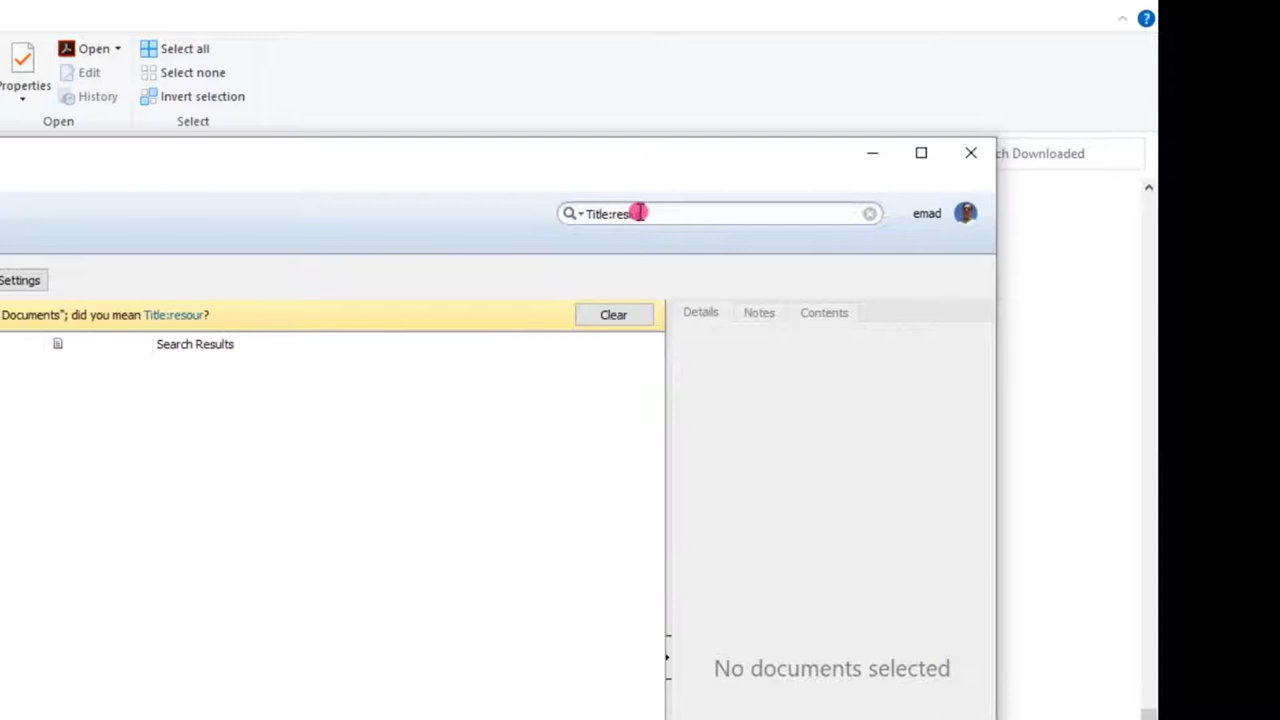 ?
Open
Select all
Properties
Edit
Select none
History
Invert selection
Open
Select
Downloaded
Title:res
emad
Settings
Documents"; did you mean Title:resour?
Clear
Details Notes Contents
Search Results
No documents selected